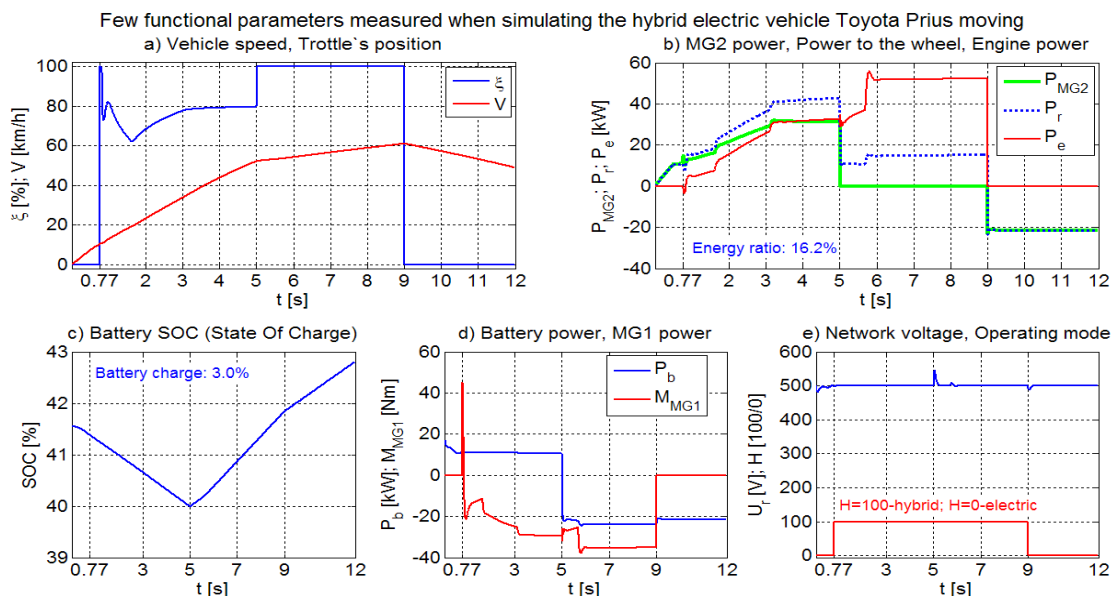 Few functional parameters measured when simulating the hybrid electric vehicle Toyota Prius moving
a) Vehicle speed, Trottle`s position
ξ [%]; V [km/h]
100
80
60
40
20
0
ξ
V
0.77 2 3 4 5 6 7 8 9 10 11 12
t [s]
b) MG2 power, Power to the wheel, Engine power
P_MG2; P_r; P_e [kW]
60
40
20
0
-20
-40
P_MG2
P_r
P_e
Energy ratio: 16.2%
0.77 2 3 4 5 6 7 8 9 10 11 12
t [s]
c) Battery SOC (State Of Charge)
SOC [%]
43
42
41
40
39
Battery charge: 3.0%
0.77 3 5 7 9 12
t [s]
d) Battery power, MG1 power
P_b [kW]; M_MG1 [Nm]
60
40
20
0
-20
-40
P_b
M_MG1
0.77 3 5 7 9 12
t [s]
e) Network voltage, Operating mode
U_r [V]; H [100/0]
600
500
400
300
200
100
0
H=100-hybrid; H=0-electric
0.77 3 5 7 9 12
t [s]